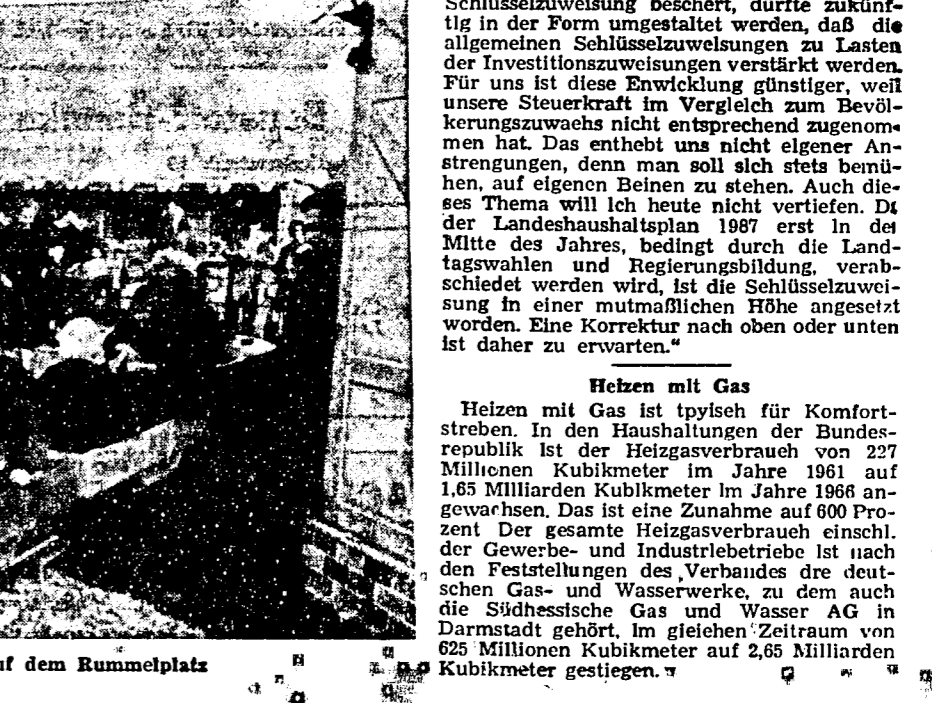 Schlüsselzuweisung beschert, dürfte zukünf-
tig in der Form umgestaltet werden, daß die
allgemeinen Sehlüsselzuweisungen zu Lasten
der Investitionszuweisungen verstärkt werden.
Für uns ist diese Enwicklung günstiger, weil
unsere Steuerkraft im Vergleich zum Bevöl-
kerungszuwaehs nicht entsprechend zugenom-
men hat. Das enthebt uns nicht eigener An-
strengungen, denn man soll sich stets bemü-
hen, auf eigenen Beinen zu stehen. Auch die-
ses Thema will ich heute nicht vertiefen. Da
der Landeshaushaltsplan 1987 erst in der
Mitte des Jahres, bedingt durch die Land-
tagswahlen und Regierungsbildung, verab-
schiedet werden wird, ist die Sehlüsselzuwei-
sung in einer mutmaßlichen Höhe angesetzt
worden. Eine Korrektur nach oben oder unten
ist daher zu erwarten.“
Heizen mit Gas
Heizen mit Gas ist tpyiseh für Komfort-
streben. In den Haushaltungen der Bundes-
republik ist der Heizgasverbraueh von 227
Millionen Kubikmeter im Jahre 1961 auf
1,65 Milliarden Kubikmeter im Jahre 1966 an-
gewachsen. Das ist eine Zunahme auf 600 Pro-
zent Der gesamte Heizgasverbraueh einschl.
der Gewerbe- und Industriebetriebe ist nach
den Feststellungen des Verbandes dre deut-
schen Gas- und Wasserwerke, zu dem auch
die Südhessische Gas und Wasser AG in
Darmstadt gehört, im gleiehen Zeitraum von
625 Millionen Kubikmeter auf 2,65 Milliarden
Kubikmeter gestiegen.
uf dem Rummelplatz